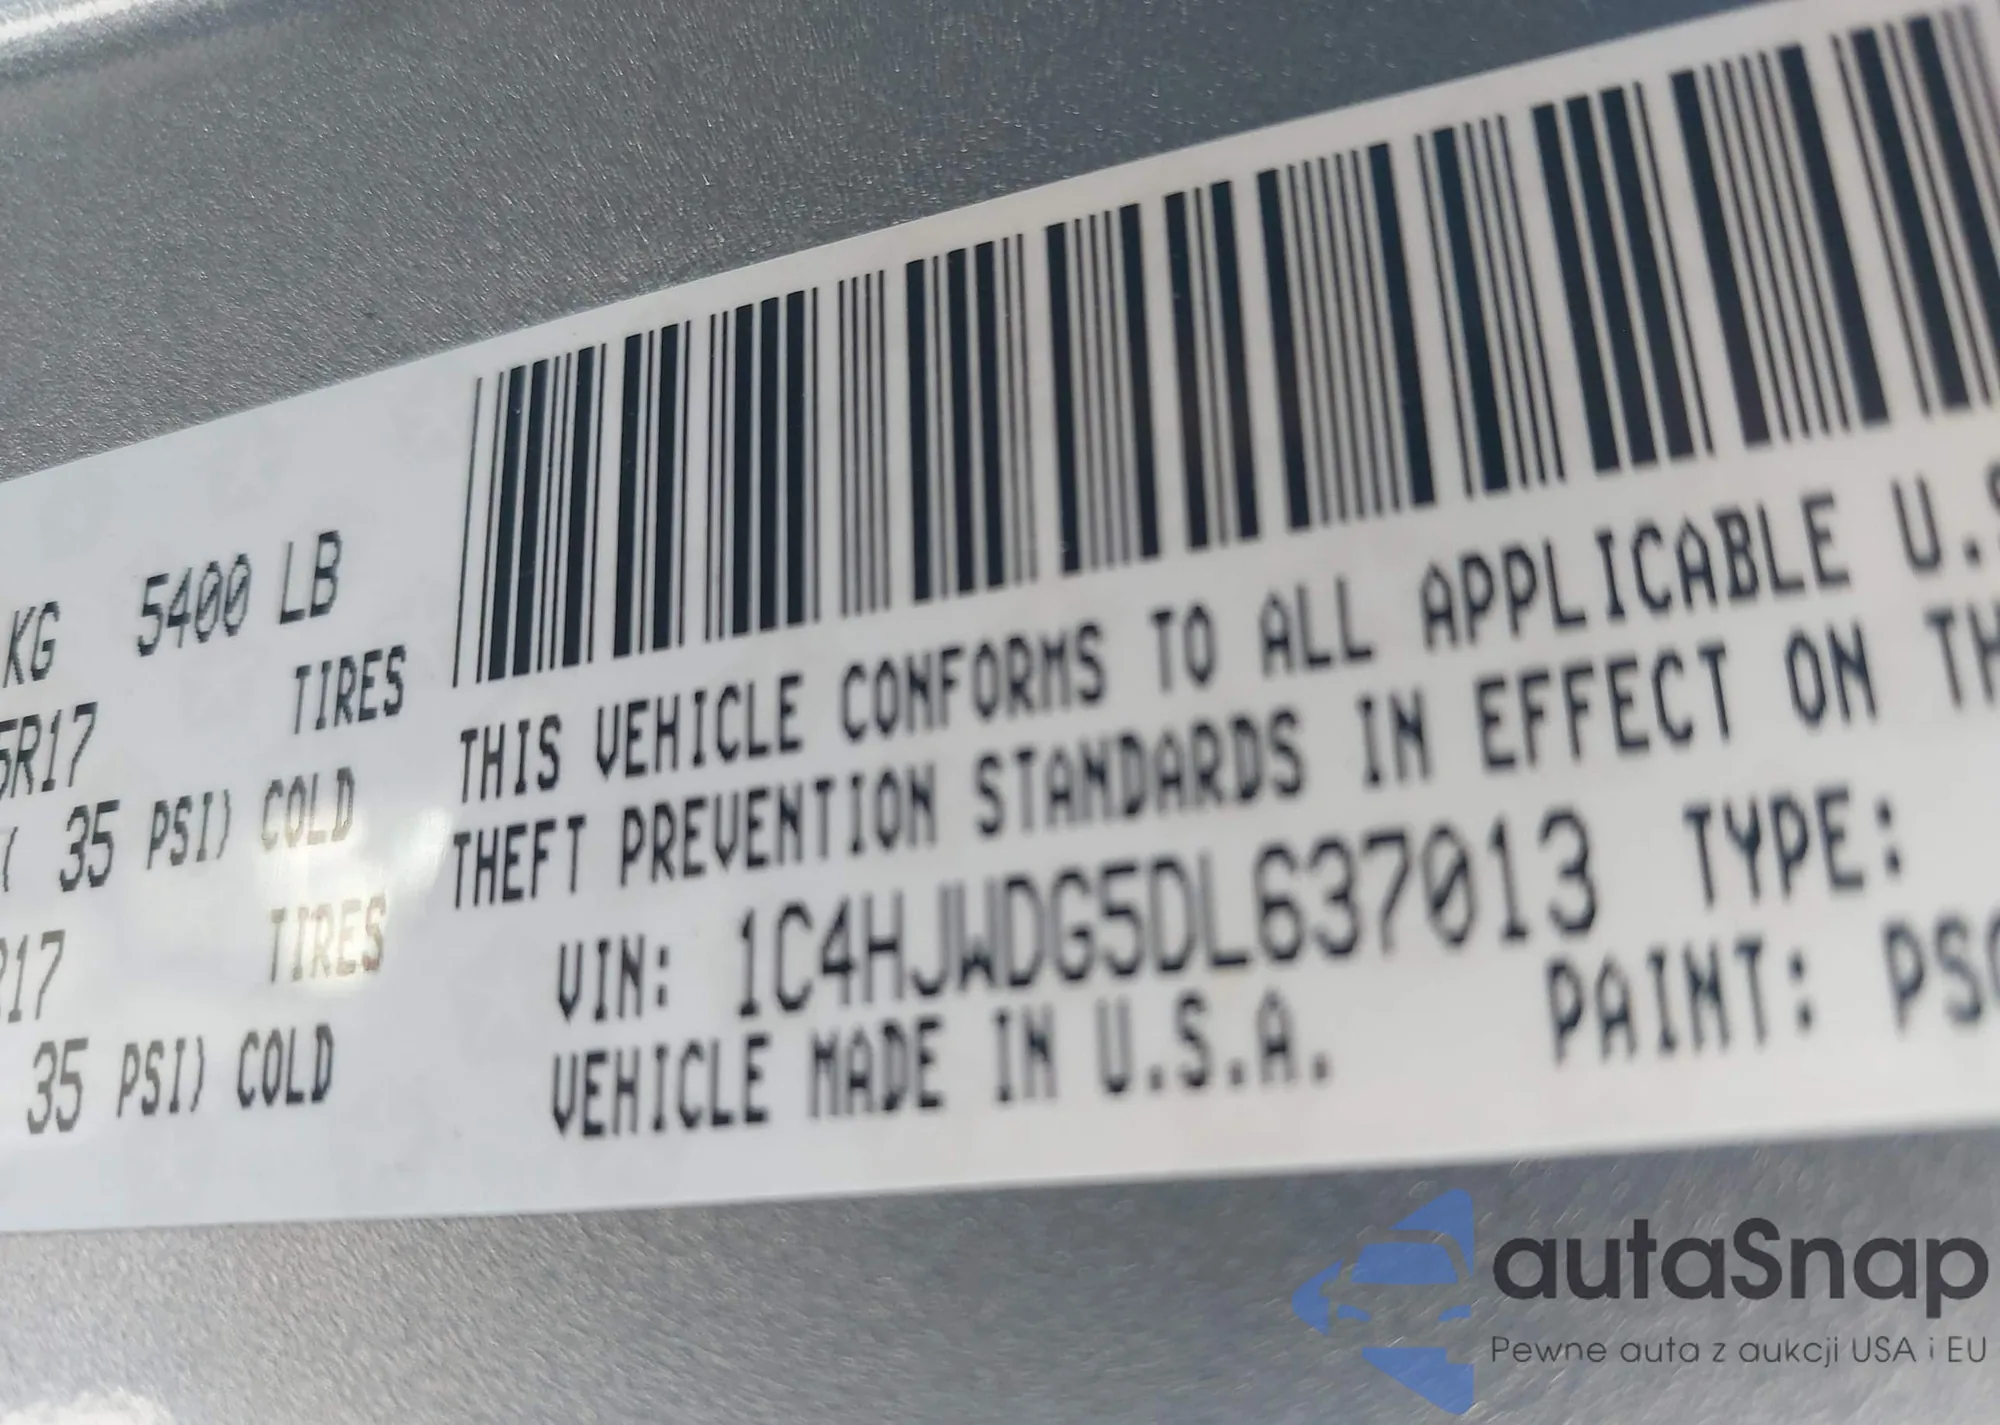 KG 5400 LB
5R17 TIRES
( 35 PSI) COLD
R17 TIRES
35 PSI) COLD
THIS VEHICLE CONFORMS TO ALL APPLICABLE U.S
THEFT PREVENTION STANDARDS IN EFFECT ON TH
VIN: 1C4HJWDG5DL637013 TYPE:
VEHICLE MADE IN U.S.A. PAINT: PS
autaSnap
Pewne auta z aukcji USA i EU